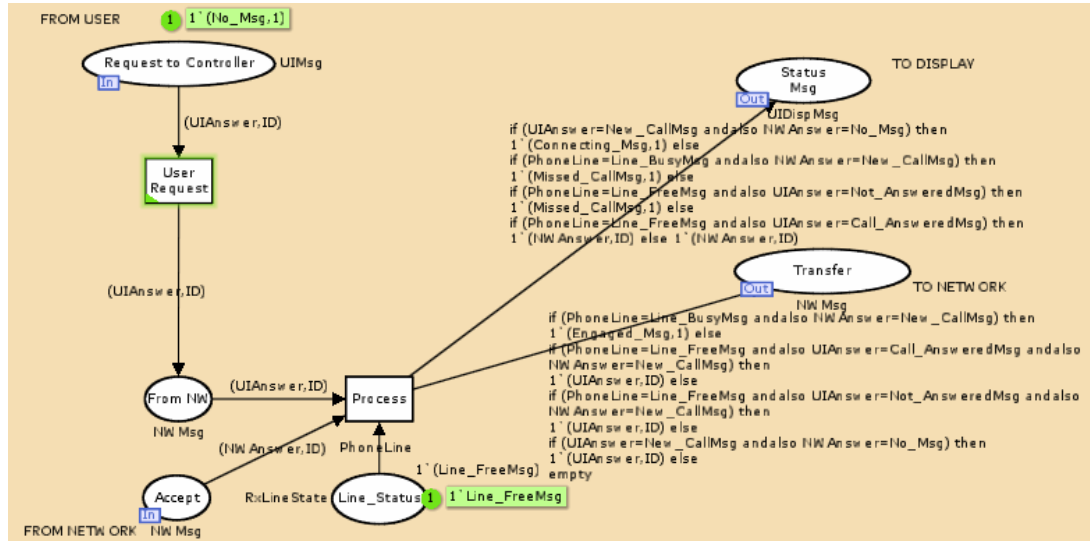 FROM USER
1
1`(No_Msg,1)
Request to Controller
UIMsg
In
(UIAnswer,ID)
User
Request
(UIAnswer,ID)
From NW
NWMsg
(UIAnswer,ID)
Process
(NWAnswer,ID)
PhoneLine
Accept
In
NWMsg
FROM NETWORK
RxLineState
Line_Status
1`(Line_FreeMsg)
1
1`Line_FreeMsg
Status
Msg
Out
UIDispMsg
TO DISPLAY
if (UIAnswer=New_CallMsg andalso NWAnswer=No_Msg) then
1`(Connecting_Msg,1) else
if (PhoneLine=Line_BusyMsg andalso NWAnswer=New_CallMsg) then
1`(Missed_CallMsg,1) else
if (PhoneLine=Line_FreeMsg andalso UIAnswer=Not_AnsweredMsg) then
1`(Missed_CallMsg,1) else
if (PhoneLine=Line_FreeMsg andalso UIAnswer=Call_AnsweredMsg) then
1`(NWAnswer,ID) else 1`(NWAnswer,ID)
Transfer
Out
NWMsg
TO NETWORK
if (PhoneLine=Line_BusyMsg andalso NWAnswer=New_CallMsg) then
1`(Engaged_Msg,1) else
if (PhoneLine=Line_FreeMsg andalso UIAnswer=Call_AnsweredMsg andalso
NWAnswer=New_CallMsg) then
1`(UIAnswer,ID) else
if (PhoneLine=Line_FreeMsg andalso UIAnswer=Not_AnsweredMsg andalso
NWAnswer=New_CallMsg) then
1`(UIAnswer,ID) else
if (UIAnswer=New_CallMsg andalso NWAnswer=No_Msg) then
1`(UIAnswer,ID) else
empty